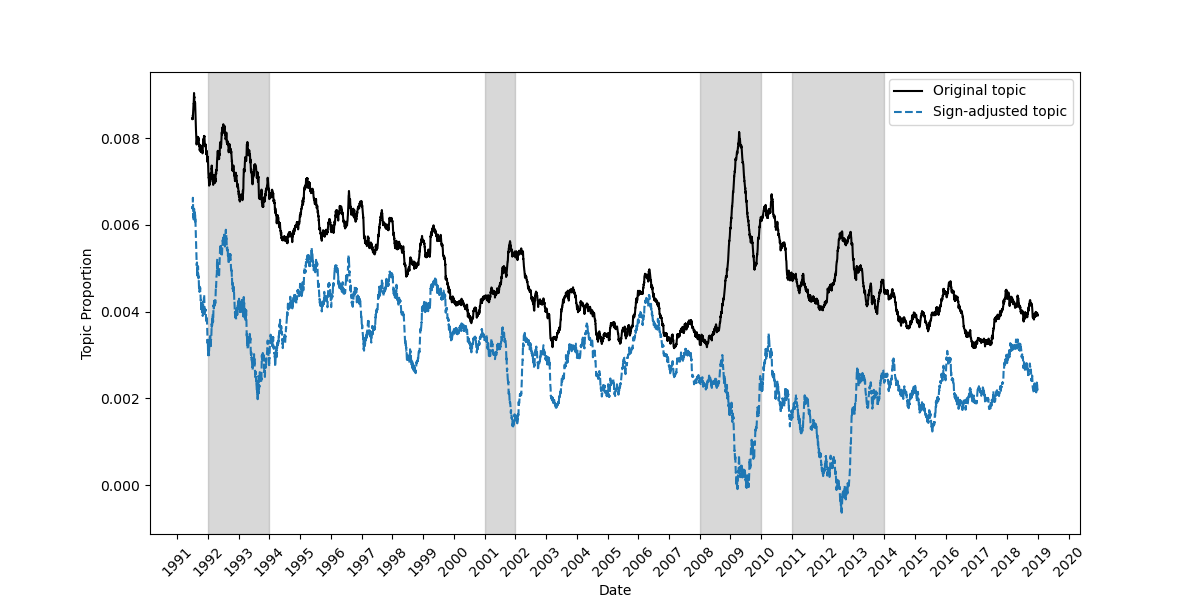 Original topic
Sign-adjusted topic
0.008
0.006
0.004
0.002
0.000
Topic Proportion
1991 1992 1993 1994 1995 1996 1997 1998 1999 2000 2001 2002 2003 2004 2005 2006 2007 2008 2009 2010 2011 2012 2013 2014 2015 2016 2017 2018 2019 2020
Date